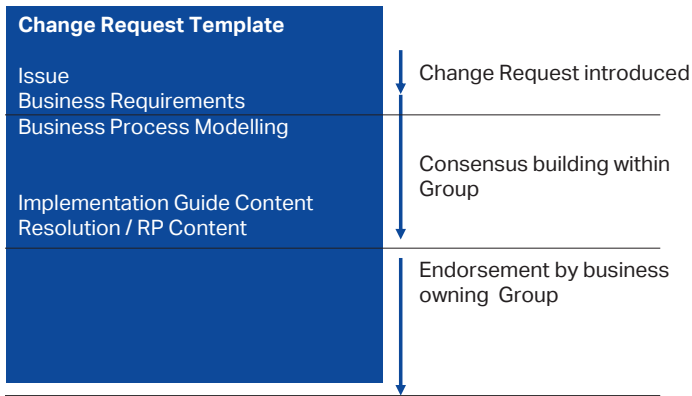 Change Request Template
Issue
Business Requirements
Business Process Modelling
Implementation Guide Content
Resolution / RP Content
Change Request introduced
Consensus building within
Group
Endorsement by business
owning Group